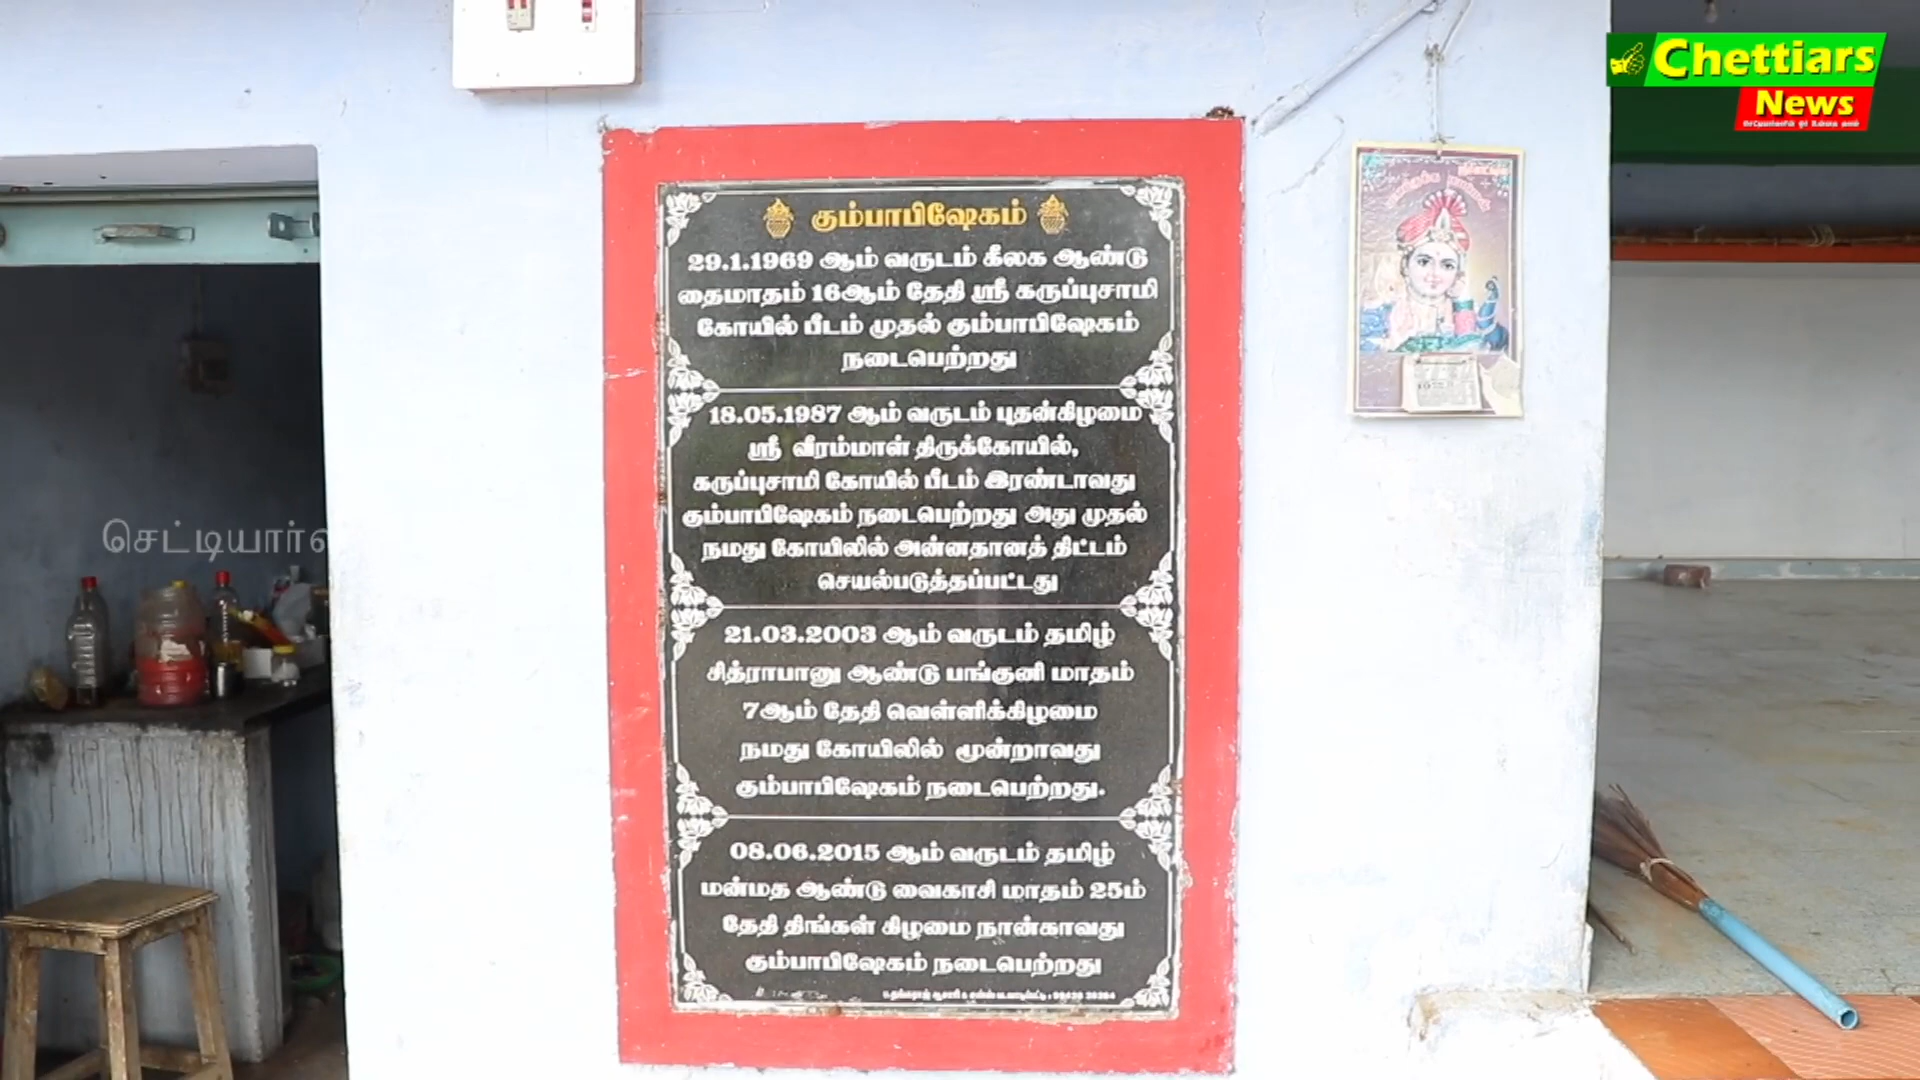 Chettiars
News
கும்பாபிஷேகம்
29.1.1969 ஆம் வருடம் கீலக ஆண்டு
தைமாதம் 16ஆம் தேதி ஸ்ரீ கருப்புசாமி
கோயில் பீடம் முதல் கும்பாபிஷேகம்
நடைபெற்றது
18.05.1987 ஆம் வருடம் புதன்கிழமை
ஸ்ரீ வீரம்மாள் திருக்கோயில்,
கருப்புசாமி கோயில் பீடம் இரண்டாவது
கும்பாபிஷேகம் நடைபெற்றது அது முதல்
நமது கோயிலில் அன்னதானத் திட்டம்
செயல்படுத்தப்பட்டது
21.03.2003 ஆம் வருடம் தமிழ்
சித்ராபானு ஆண்டு பங்குனி மாதம்
7ஆம் தேதி வெள்ளிக்கிழமை
நமது கோயிலில் மூன்றாவது
கும்பாபிஷேகம் நடைபெற்றது.
08.06.2015 ஆம் வருடம் தமிழ்
மன்மத ஆண்டு வைகாசி மாதம் 25ம்
தேதி திங்கள் கிழமை நான்காவது
கும்பாபிஷேகம் நடைபெற்றது